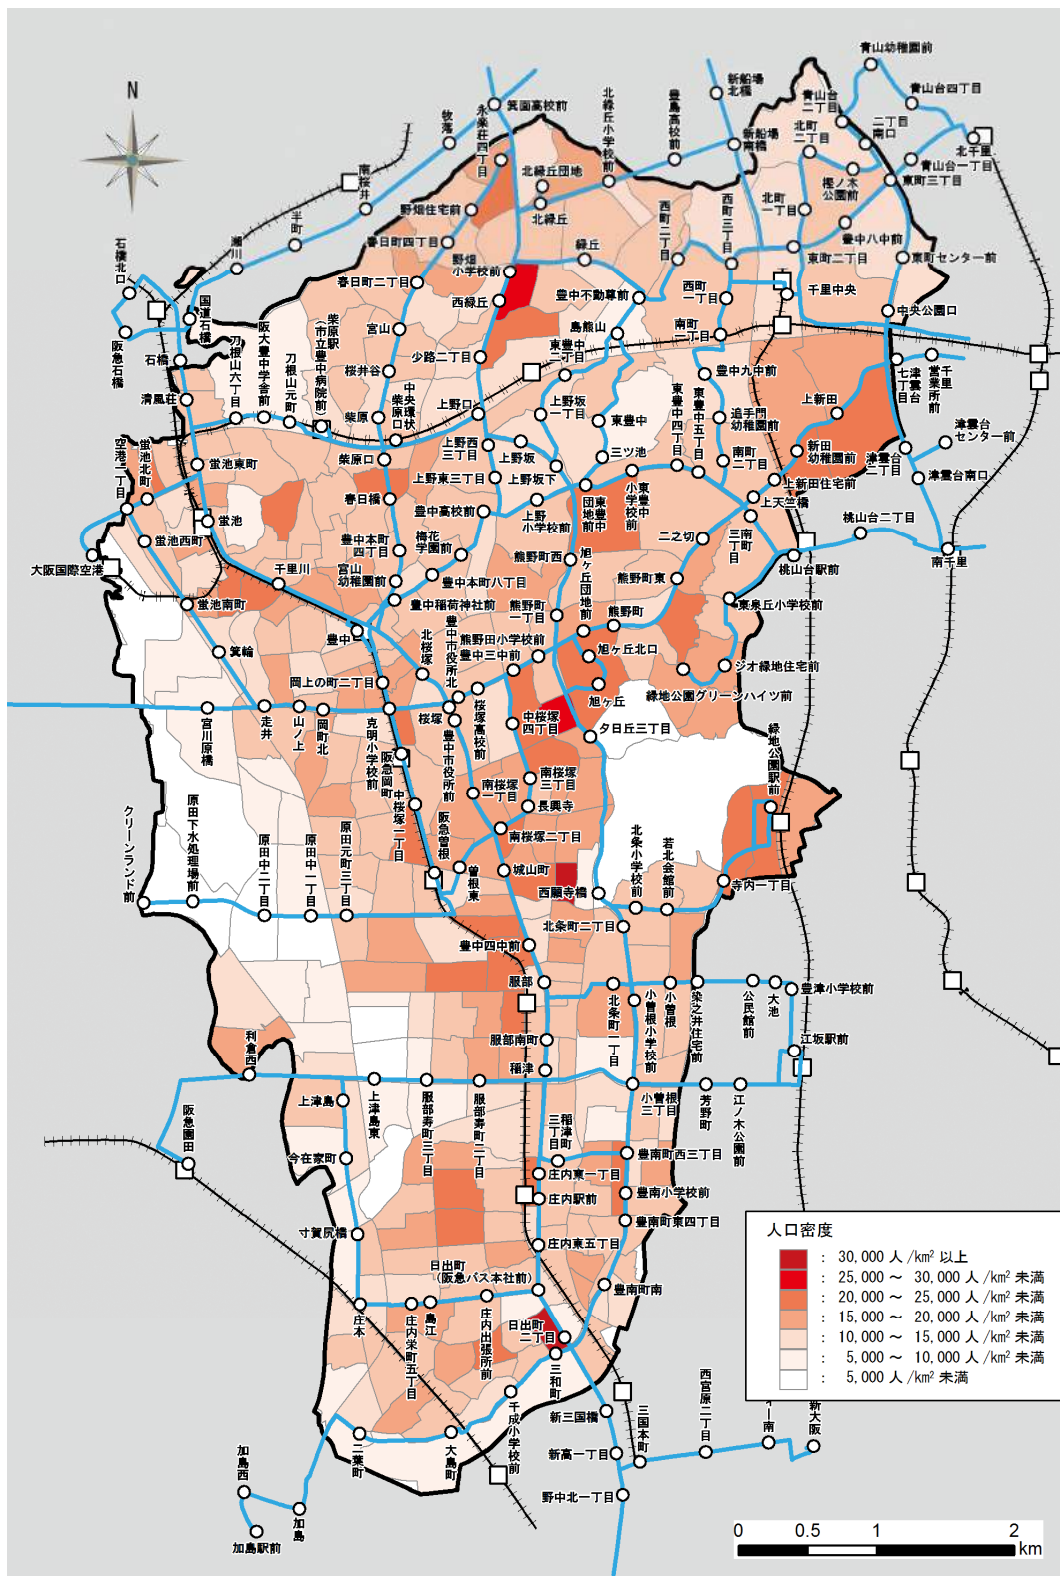 N
青山幼稚園前
青山台四丁目
青山台
二丁目
二丁目
南口
北千里
青山台一丁目
東町三丁目
北町
二丁目
樫ノ木
公園前
北町
一丁目
豊中八中前
東町二丁目
東町センター前
新船場
北橋
新船場
南橋
豊島高校前
北緑丘小学校前
箕面高校前
永楽荘四丁目
牧落
南桜井
半町
瀬川
石橋北口
国道石橋
阪急石橋
石橋
清風荘
北緑丘団地
北緑丘
野畑住宅前
春日町四丁目
野畑
小学校前
春日町二丁目
緑丘
西町二丁目
西町三丁目
西町
一丁目
千里中央
中央公園口
豊中不動尊前
西緑丘
島熊山
南町
一丁目
東豊中
二丁目
宮山
少路二丁目
桜井谷
柴原駅
(市立豊中病院前)
阪大豊中学舎前
刀根山六丁目
刀根山元町
柴原
中央環状
柴原口
上野口
上野坂
一丁目
東豊中
東豊中四丁目
東豊中五丁目
豊中九中前
追手門
幼稚園前
上新田
七丁目
津雲台
千里
営業所前
津雲台
センター前
津雲台
二丁目
津雲台南口
新田
幼稚園前
南町
二丁目
上新田住宅前
上天竺橋
三ツ池
上野西
三丁目
上野坂
上野東三丁目
上野坂下
柴原口
春日橋
豊中高校前
上野
小学校前
東豊中
団地前
東豊中
小学校前
二之切
三丁目
南町
桃山台二丁目
桃山台駅前
南千里
空港一丁目
蛍池北町
蛍池東町
蛍池
蛍池西町
大阪国際空港
蛍池南町
千里川
豊中本町
四丁目
梅花
学園前
宮山
幼稚園前
豊中本町八丁目
豊中稲荷神社前
熊野町西
旭ヶ丘団地前
熊野町東
熊野町
一丁目
熊野町
東泉丘小学校前
箕輪
豊中
北桜塚
豊中市役所北
熊野田小学校前
豊中三中前
旭ヶ丘北口
旭ヶ丘
ジオ緑地住宅前
緑地公園グリーンハイツ前
岡上の町二丁目
宮川原橋
走井
山ノ上
岡町北
克明小学校前
桜塚
豊中市役所前
桜塚高校前
中桜塚
四丁目
夕日丘三丁目
緑地公園駅前
阪急岡町
中桜塚一丁目
南桜塚
一丁目
南桜塚
三丁目
長興寺
南桜塚二丁目
クリーンランド前
原田下水処理場前
原田中二丁目
原田中一丁目
原田元町三丁目
阪急曽根
曽根東
城山町
西願寺橋
北条小学校前
若北会館前
寺内一丁目
北条町二丁目
豊中四中前
服部
北条町一丁目
小曽根小学校前
小曽根
染之井住宅前
公民館前
大池
豊津小学校前
江坂駅前
服部南町
稲津
利倉西
上津島
上津島東
服部寿町三丁目
服部寿町二丁目
小曽根
三丁目
芳野町
江ノ木公園前
阪急園田
今在家町
三丁目
稲津町
豊南町西三丁目
庄内東一丁目
豊南小学校前
庄内駅前
豊南町東四丁目
寸賀尻橋
庄内東五丁目
日出町
(阪急バス本社前)
豊南町南
庄本
庄内栄町五丁目
島江
庄内出張所前
日出町
二丁目
三和町
千成小学校前
新三国橋
三国本町
西宮原二丁目
新大阪
新高一丁目
野中北一丁目
二葉町
大島町
加島西
加島
加島駅前
人口密度
: 30,000 人/km² 以上
: 25,000 ～ 30,000 人/km² 未満
: 20,000 ～ 25,000 人/km² 未満
: 15,000 ～ 20,000 人/km² 未満
: 10,000 ～ 15,000 人/km² 未満
: 5,000 ～ 10,000 人/km² 未満
: 5,000 人/km² 未満
0 0.5 1 2
km